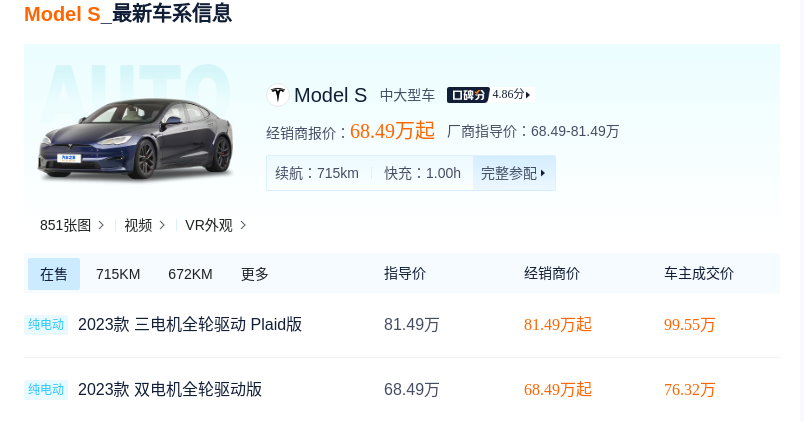 Model S_最新车系信息
AUTO
Model S 中大型车 口碑分 4.86分
经销商报价：68.49万起 厂商指导价：68.49-81.49万
续航：715km 快充：1.00h 完整参配
851张图 视频 VR外观
在售 715KM 672KM 更多 指导价 经销商价 车主成交价
纯电动 2023款 三电机全轮驱动 Plaid版 81.49万 81.49万起 99.55万
纯电动 2023款 双电机全轮驱动版 68.49万 68.49万起 76.32万